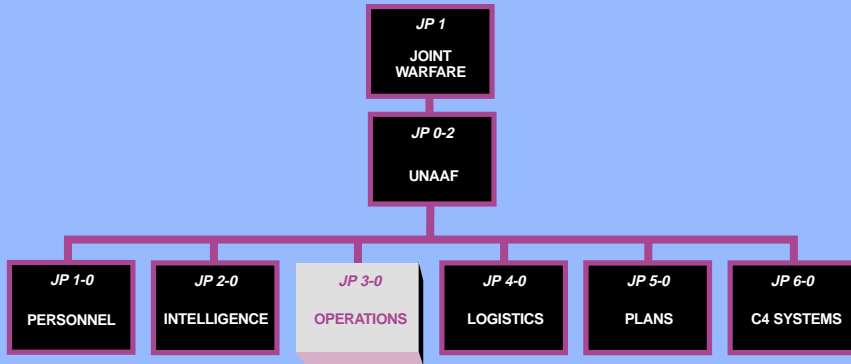 JP 1
JOINT
WARFARE
JP 0-2
UNAAF
JP 1-0
PERSONNEL
JP 2-0
INTELLIGENCE
JP 3-0
OPERATIONS
JP 4-0
LOGISTICS
JP 5-0
PLANS
JP 6-0
C4 SYSTEMS